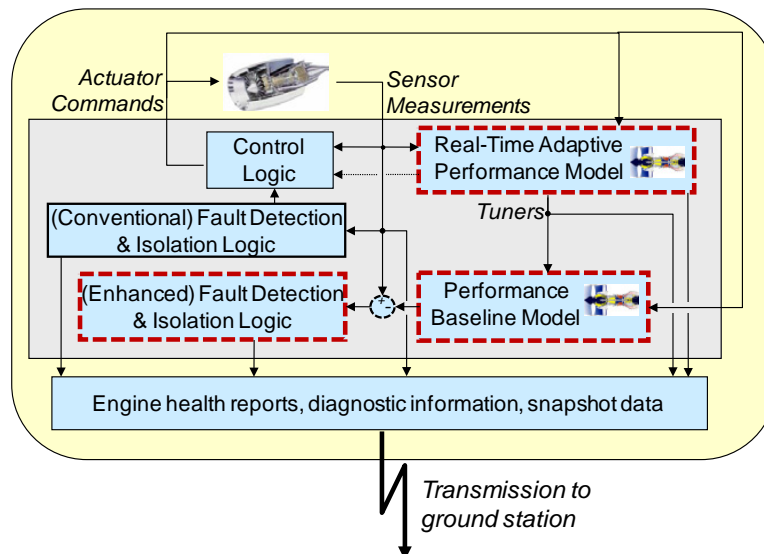 Actuator
Commands
Sensor
Measurements
Control
Logic
Real-Time Adaptive
Performance Model
Tuners
(Conventional) Fault Detection
& Isolation Logic
(Enhanced) Fault Detection
& Isolation Logic
+
-
Performance
Baseline Model
Engine health reports, diagnostic information, snapshot data
Transmission to
ground station